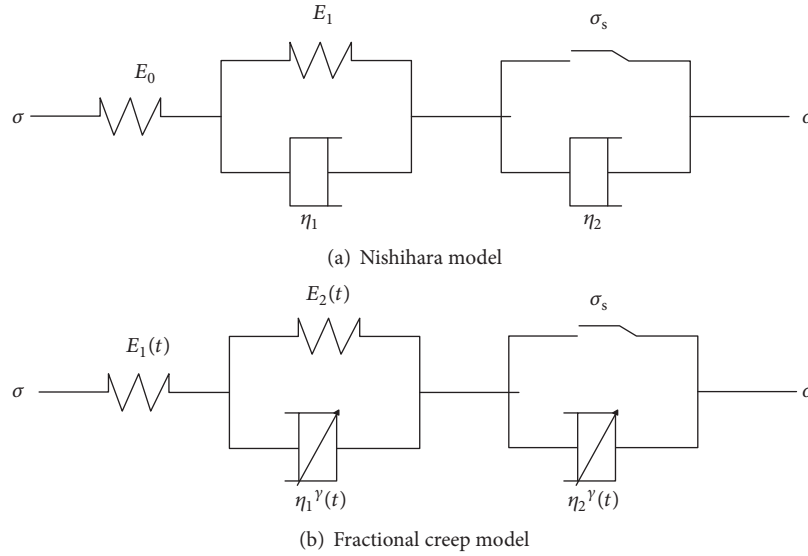 E₁
σₛ
E₀
σ
σ
η₁
η₂
(a) Nishihara model
E₂(t)
σₛ
E₁(t)
σ
σ
η₁ᵞ(t)
η₂ᵞ(t)
(b) Fractional creep model